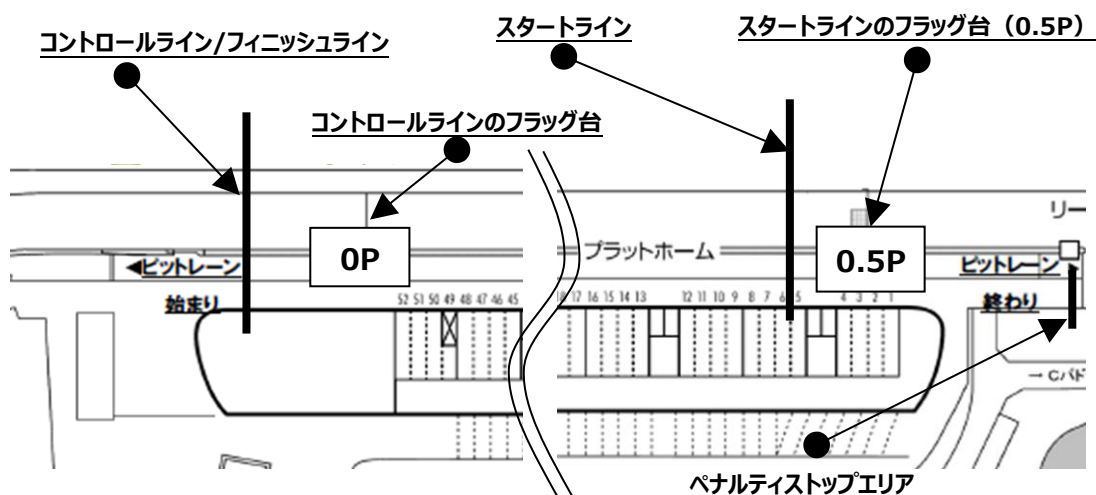 コントロールライン/フィニッシュライン
スタートライン
スタートラインのフラッグ台（0.5P）
コントロールラインのフラッグ台
リー
0P
プラットホーム
0.5P
◀ピットレーン
始まり
ピットレーン
終わり
52 51 50 49 48 47 46 45
17 16 15 14 13
12 11 10 9 8 7 6 5
4 3 2 1
→ Cパド
ペナルティストップエリア